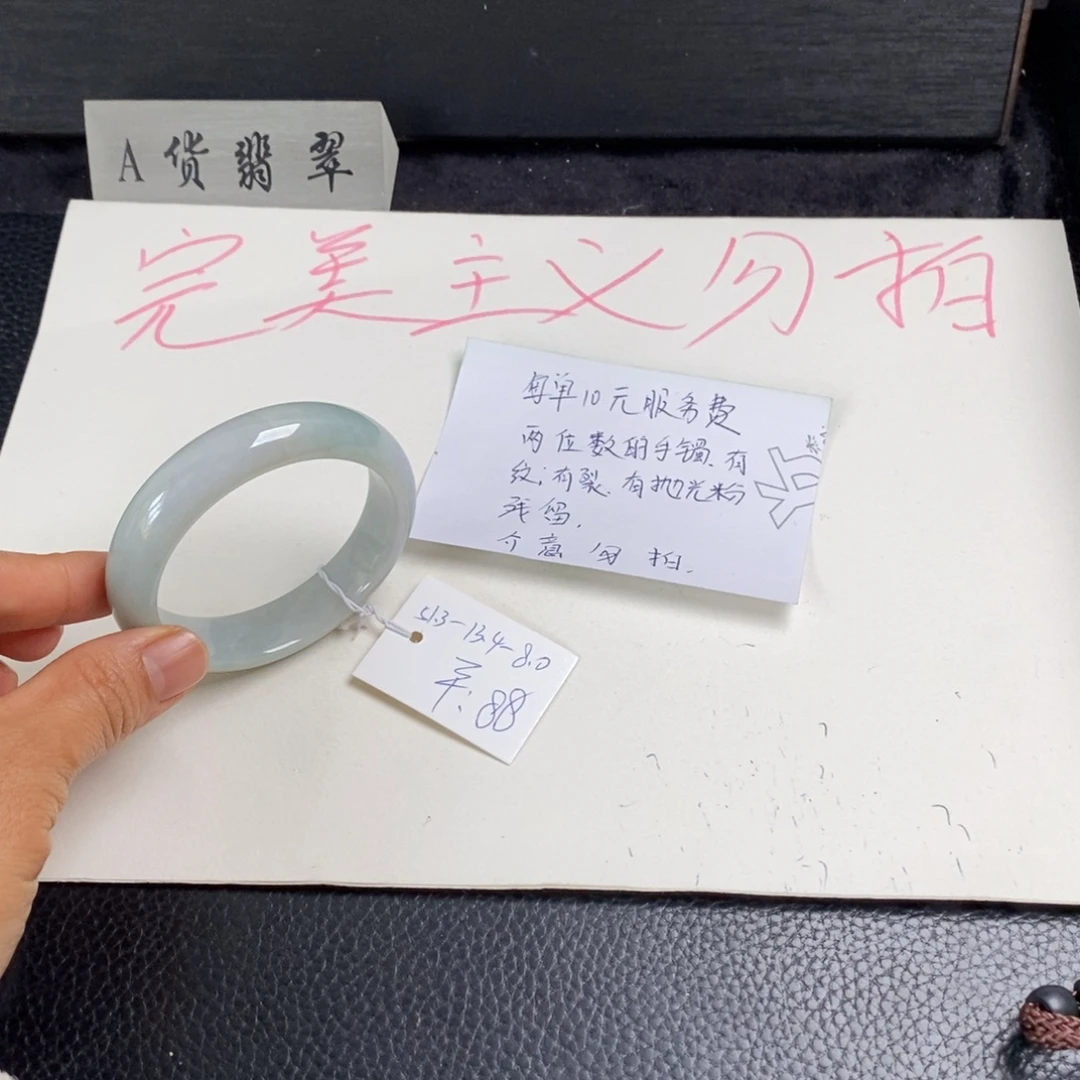 A货翡翠
完美主义勿拍
每单10元服务费
两位数的手镯、有
纹;有裂、有抛光粉
残留,
介意勿拍.
51.3-13.4-8.0
¥:88